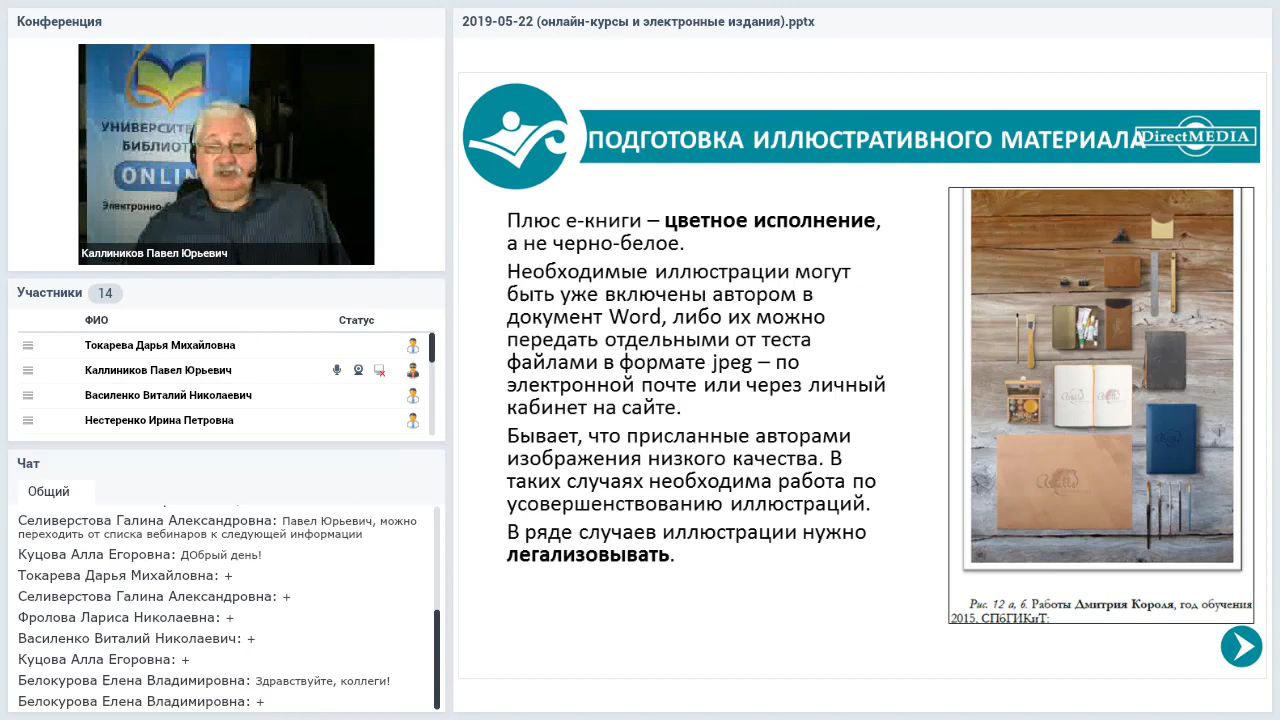 Конференция
УНИВЕРСИТЕ
БИБЛИОТ
ONLIN
Электронно-б
Каллиников Павел Юрьевич
Участники 14
ФИО Статус
Токарева Дарья Михайловна
Каллиников Павел Юрьевич
Василенко Виталий Николаевич
Нестеренко Ирина Петровна
Чат
Общий
Селиверстова Галина Александровна: Павел Юрьевич, можно
переходить от списка вебинаров к следующей информации
Куцова Алла Егоровна: ДОбрый день!
Токарева Дарья Михайловна: +
Селиверстова Галина Александровна: +
Фролова Лариса Николаевна: +
Василенко Виталий Николаевич: +
Куцова Алла Егоровна: +
Белокурова Елена Владимировна: Здравствуйте, коллеги!
Белокурова Елена Владимировна: +
2019-05-22 (онлайн-курсы и электронные издания).pptx
ПОДГОТОВКА ИЛЛЮСТРАТИВНОГО МАТЕРИАЛА
DirectMEDIA
Плюс е-книги – цветное исполнение,
а не черно-белое.
Необходимые иллюстрации могут
быть уже включены автором в
документ Word, либо их можно
передать отдельными от теста
файлами в формате jpeg – по
электронной почте или через личный
кабинет на сайте.
Бывает, что присланные авторами
изображения низкого качества. В
таких случаях необходима работа по
усовершенствованию иллюстраций.
В ряде случаев иллюстрации нужно
легализовывать.
Рис. 12 а, б. Работы Дмитрия Короля, год обучения
2015, СПбГИКиТ: